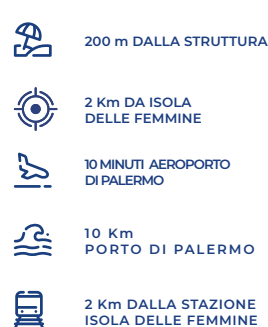 200 m DALLA STRUTTURA
2 Km DA ISOLA
DELLE FEMMINE
10 MINUTI AEROPORTO
DI PALERMO
10 Km
PORTO DI PALERMO
2 Km DALLA STAZIONE
ISOLA DELLE FEMMINE